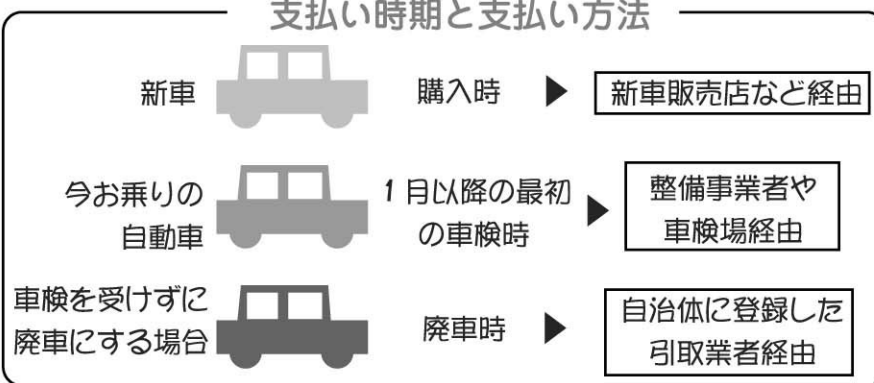 支払い時期と支払い方法
新車
購入時
新車販売店など経由
今お乗りの
自動車
1月以降の最初
の車検時
整備事業者や
車検場経由
車検を受けずに
廃車にする場合
廃車時
自治体に登録した
引取業者経由